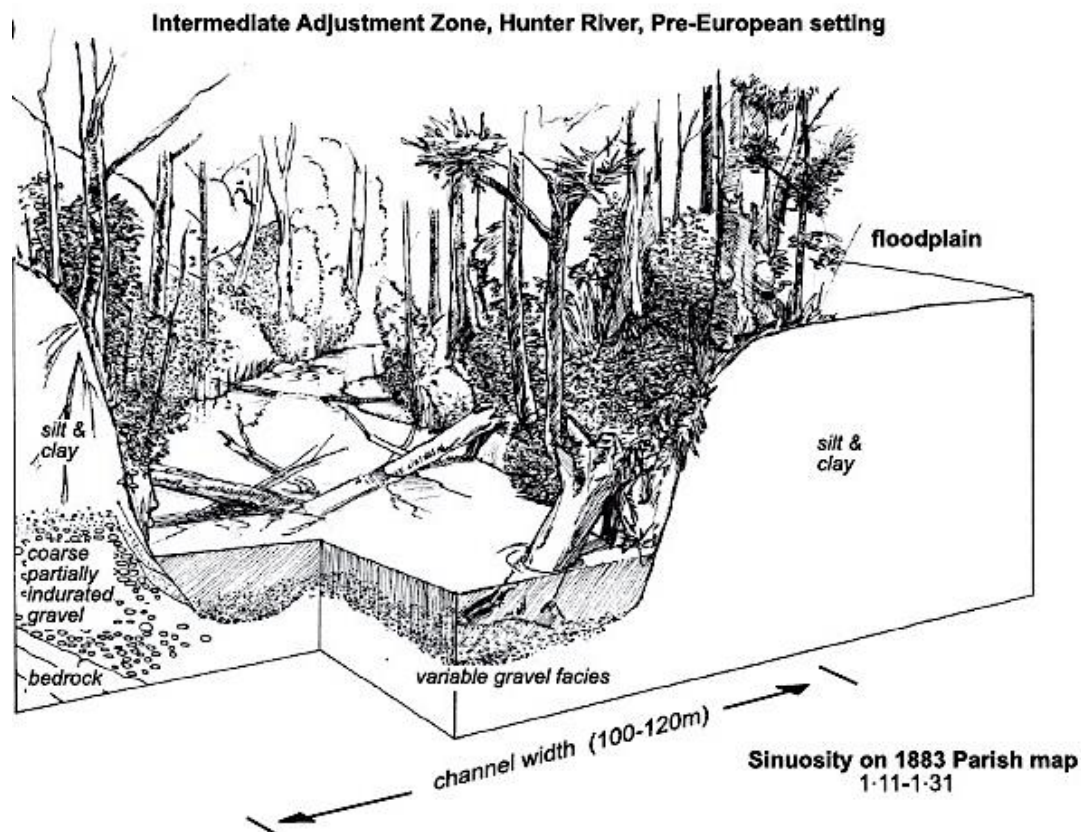 Intermediate Adjustment Zone, Hunter River, Pre-European setting
floodplain
silt &
clay
silt &
clay
coarse
partially
indurated
gravel
bedrock
variable gravel facies
channel width (100-120m)
Sinuosity on 1883 Parish map
1·11-1·31